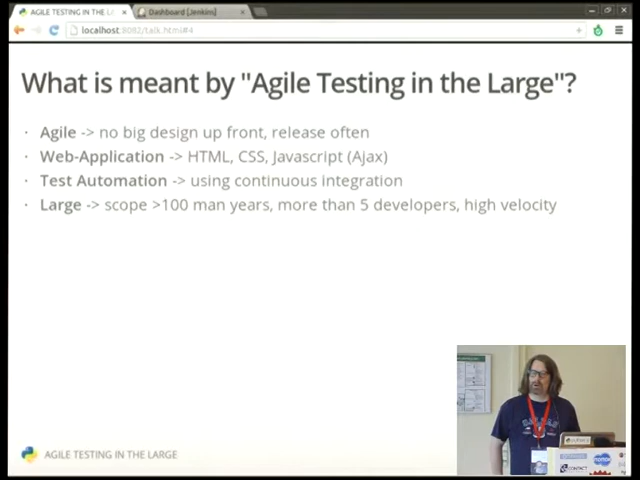 AGILE TESTING IN THE LA
Dashboard [Jenkins]
localhost:8082/talk.html#4
What is meant by "Agile Testing in the Large"?
· Agile -> no big design up front, release often
· Web-Application -> HTML, CSS, Javascript (Ajax)
· Test Automation -> using continuous integration
· Large -> scope >100 man years, more than 5 developers, high velocity
AGILE TESTING IN THE LARGE
CONTACT